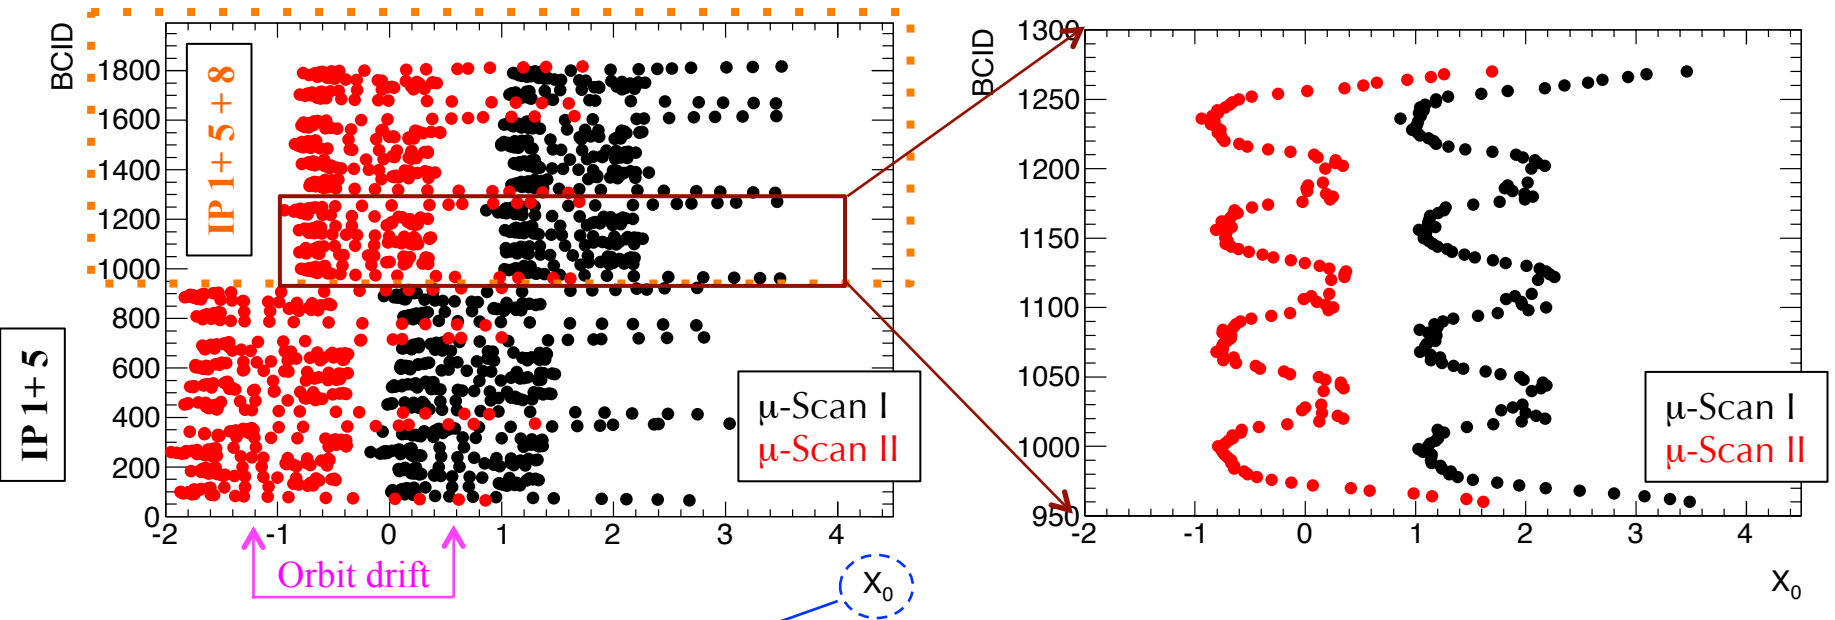 BCID
1800
1600
1400
1200
1000
800
600
400
200
0
IP 1+5+8
IP 1+5
-2 -1 0 1 2 3 4
μ-Scan I
μ-Scan II
Orbit drift
X0
BCID
1300
1250
1200
1150
1100
1050
1000
950
-2 -1 0 1 2 3 4
μ-Scan I
μ-Scan II
X0